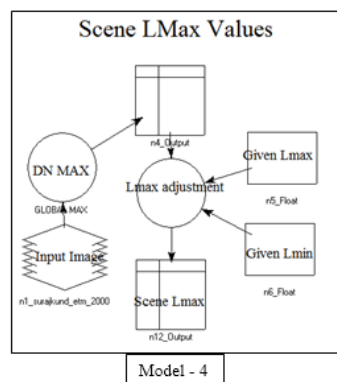 Scene LMax Values
n4_Output
DN MAX
GLOBAL MAX
Given Lmax
n5_Float
Lmax adjustment
Input Image
n1_surajkund_etm_2000
Given Lmin
n6_Float
Scene Lmax
n12_Output
Model - 4